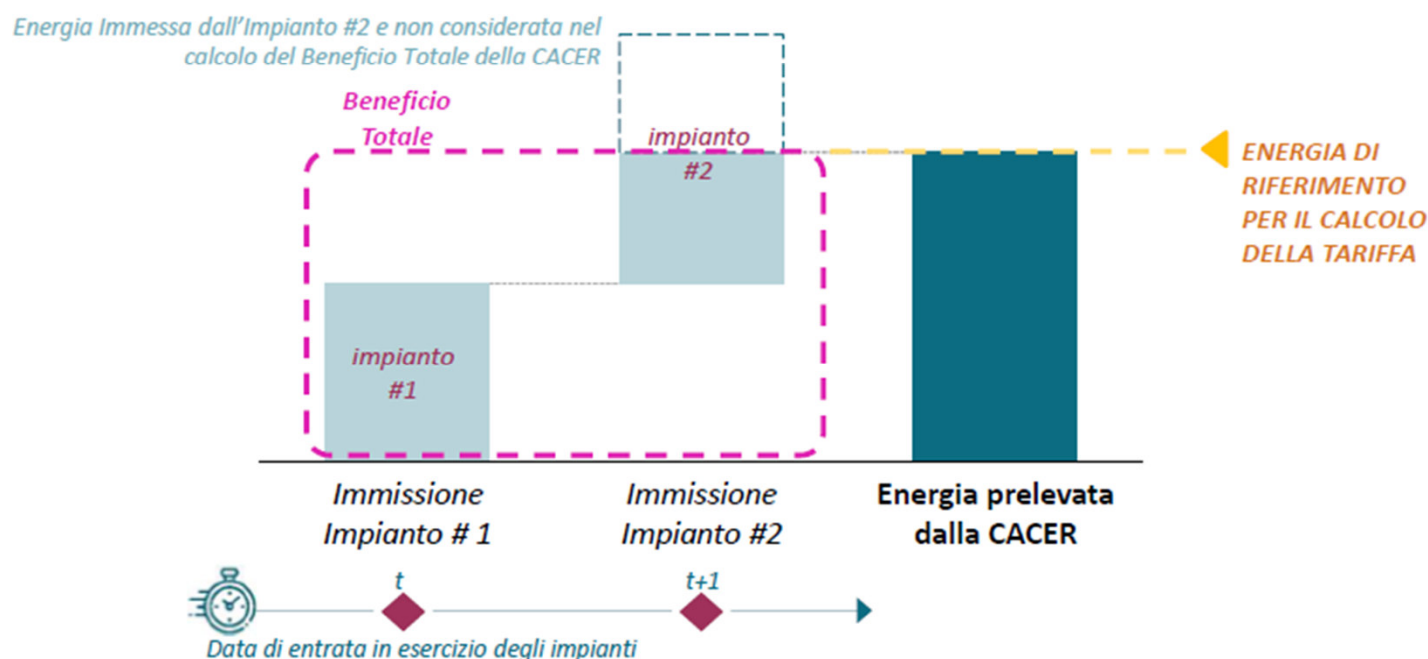 Energia Immessa dall'Impianto #2 e non considerata nel
calcolo del Beneficio Totale della CACER
Beneficio
Totale
impianto
#2
ENERGIA DI
RIFERIMENTO
PER IL CALCOLO
DELLA TARIFFA
impianto
#1
Immissione
Impianto # 1
Immissione
Impianto #2
Energia prelevata
dalla CACER
t
t+1
Data di entrata in esercizio degli impianti